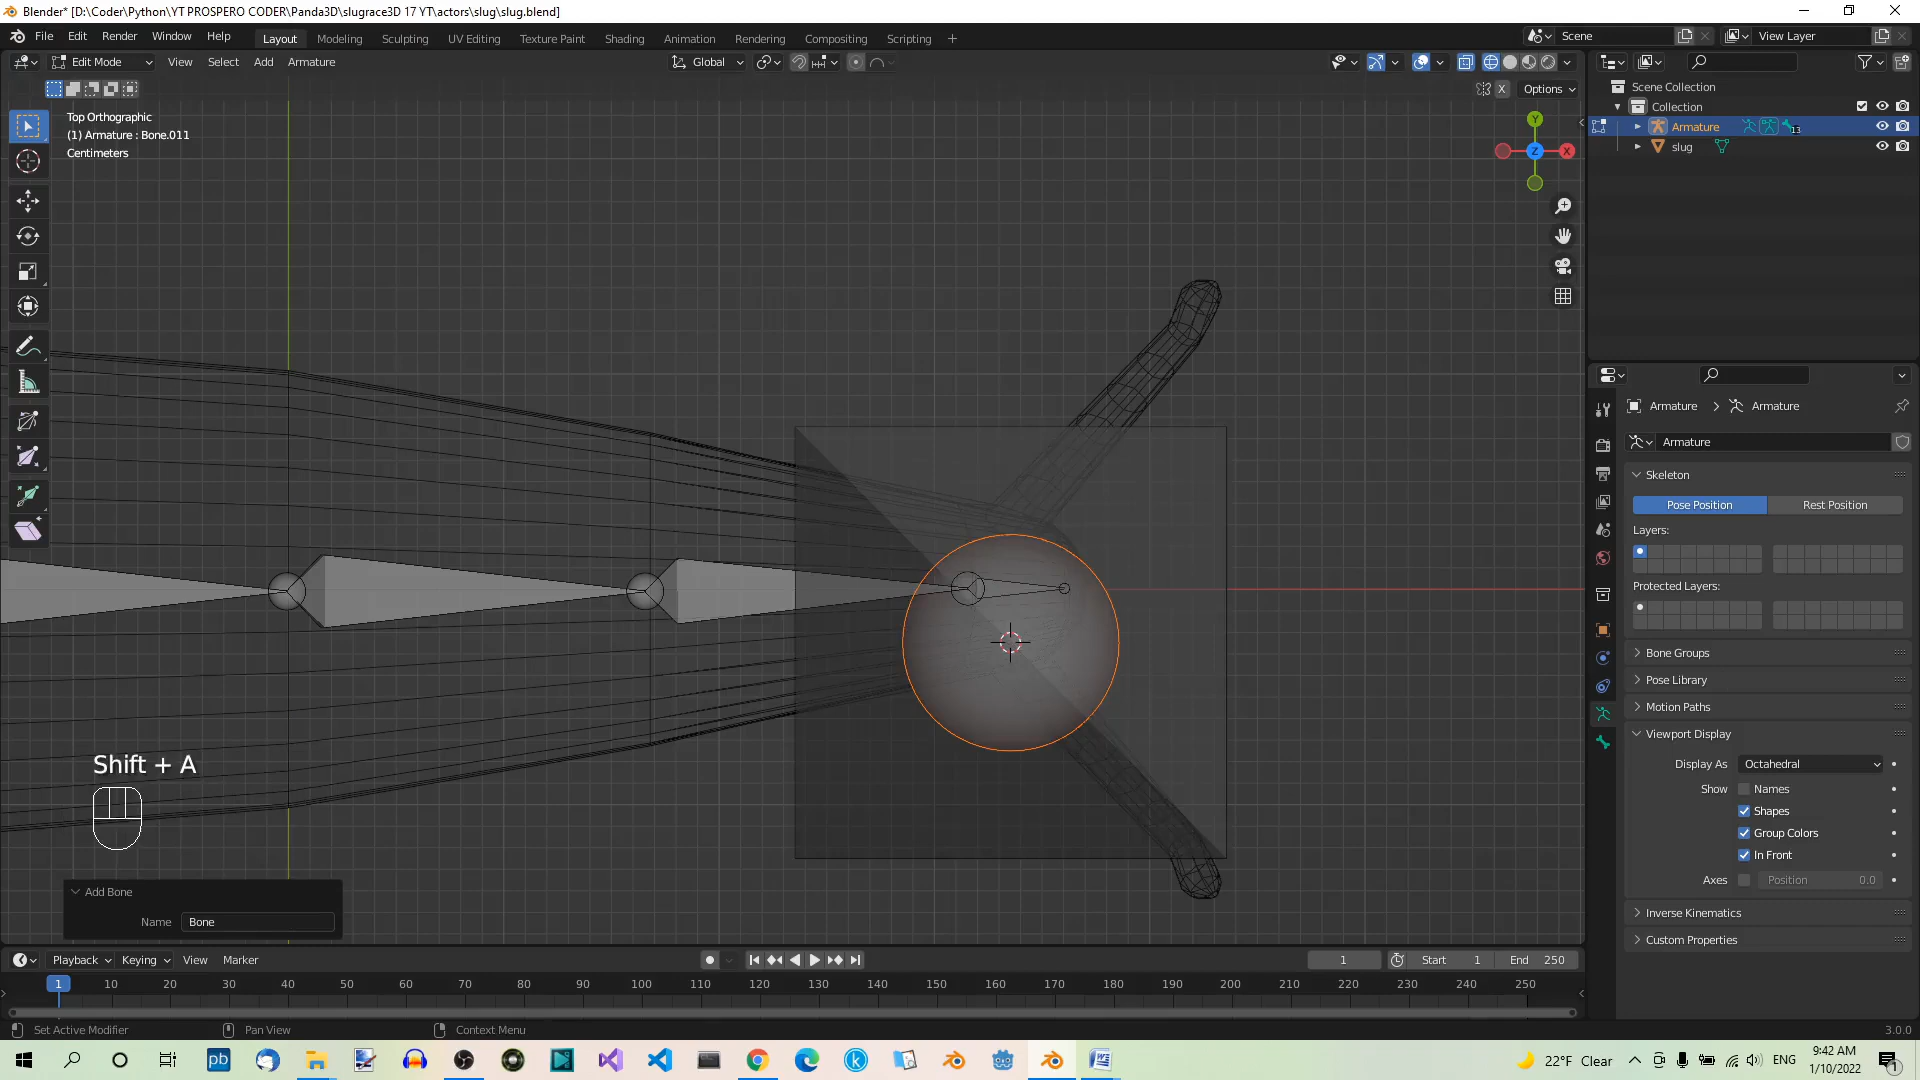 Blender* [D:\Coder\Python\YT PROSPERO CODER\Panda3D\slugrace3D 17 YT\actors\slug\slug.blend]
File Edit Render Window Help
Layout Modeling Sculpting UV Editing Texture Paint Shading Animation Rendering Compositing Scripting +
Scene
View Layer
Edit Mode View Select Add Armature
Global
X Options
Top Orthographic
(1) Armature : Bone.011
Centimeters
Y
Z
X
Scene Collection
Collection
Armature
13
slug
Armature > Armature
Armature
Skeleton
Pose Position Rest Position
Layers:
Protected Layers:
Bone Groups
Pose Library
Motion Paths
Viewport Display
Display As Octahedral
Show Names
Shapes
Group Colors
In Front
Axes Position 0.0
Inverse Kinematics
Custom Properties
Shift + A
Add Bone
Name Bone
Playback Keying View Marker
1 Start 1 End 250
1 10 20 30 40 50 60 70 80 90 100 110 120 130 140 150 160 170 180 190 200 210 220 230 240 250
Set Active Modifier Pan View Context Menu
3.0.0
pb
22°F Clear
ENG
9:42 AM
1/10/2022
1